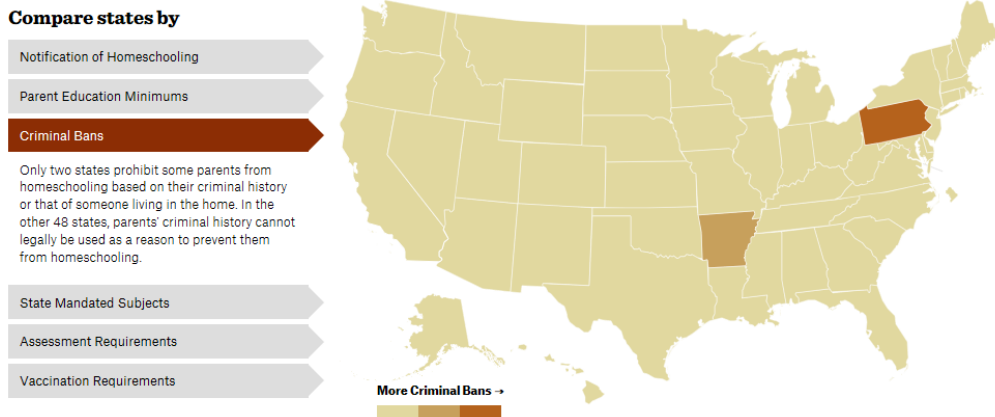 Compare states by
Notification of Homeschooling
Parent Education Minimums
Criminal Bans
Only two states prohibit some parents from
homeschooling based on their criminal history
or that of someone living in the home. In the
other 48 states, parents' criminal history cannot
legally be used as a reason to prevent them
from homeschooling.
State Mandated Subjects
Assessment Requirements
Vaccination Requirements
More Criminal Bans →